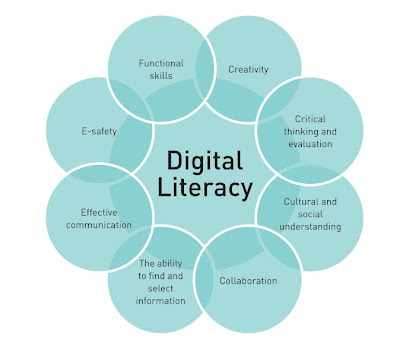 Digital
Literacy
Functional
skills
Creativity
Critical
thinking and
evaluation
Cultural and
social
understanding
Collaboration
The ability
to find and
select
information
Effective
communication
E-safety